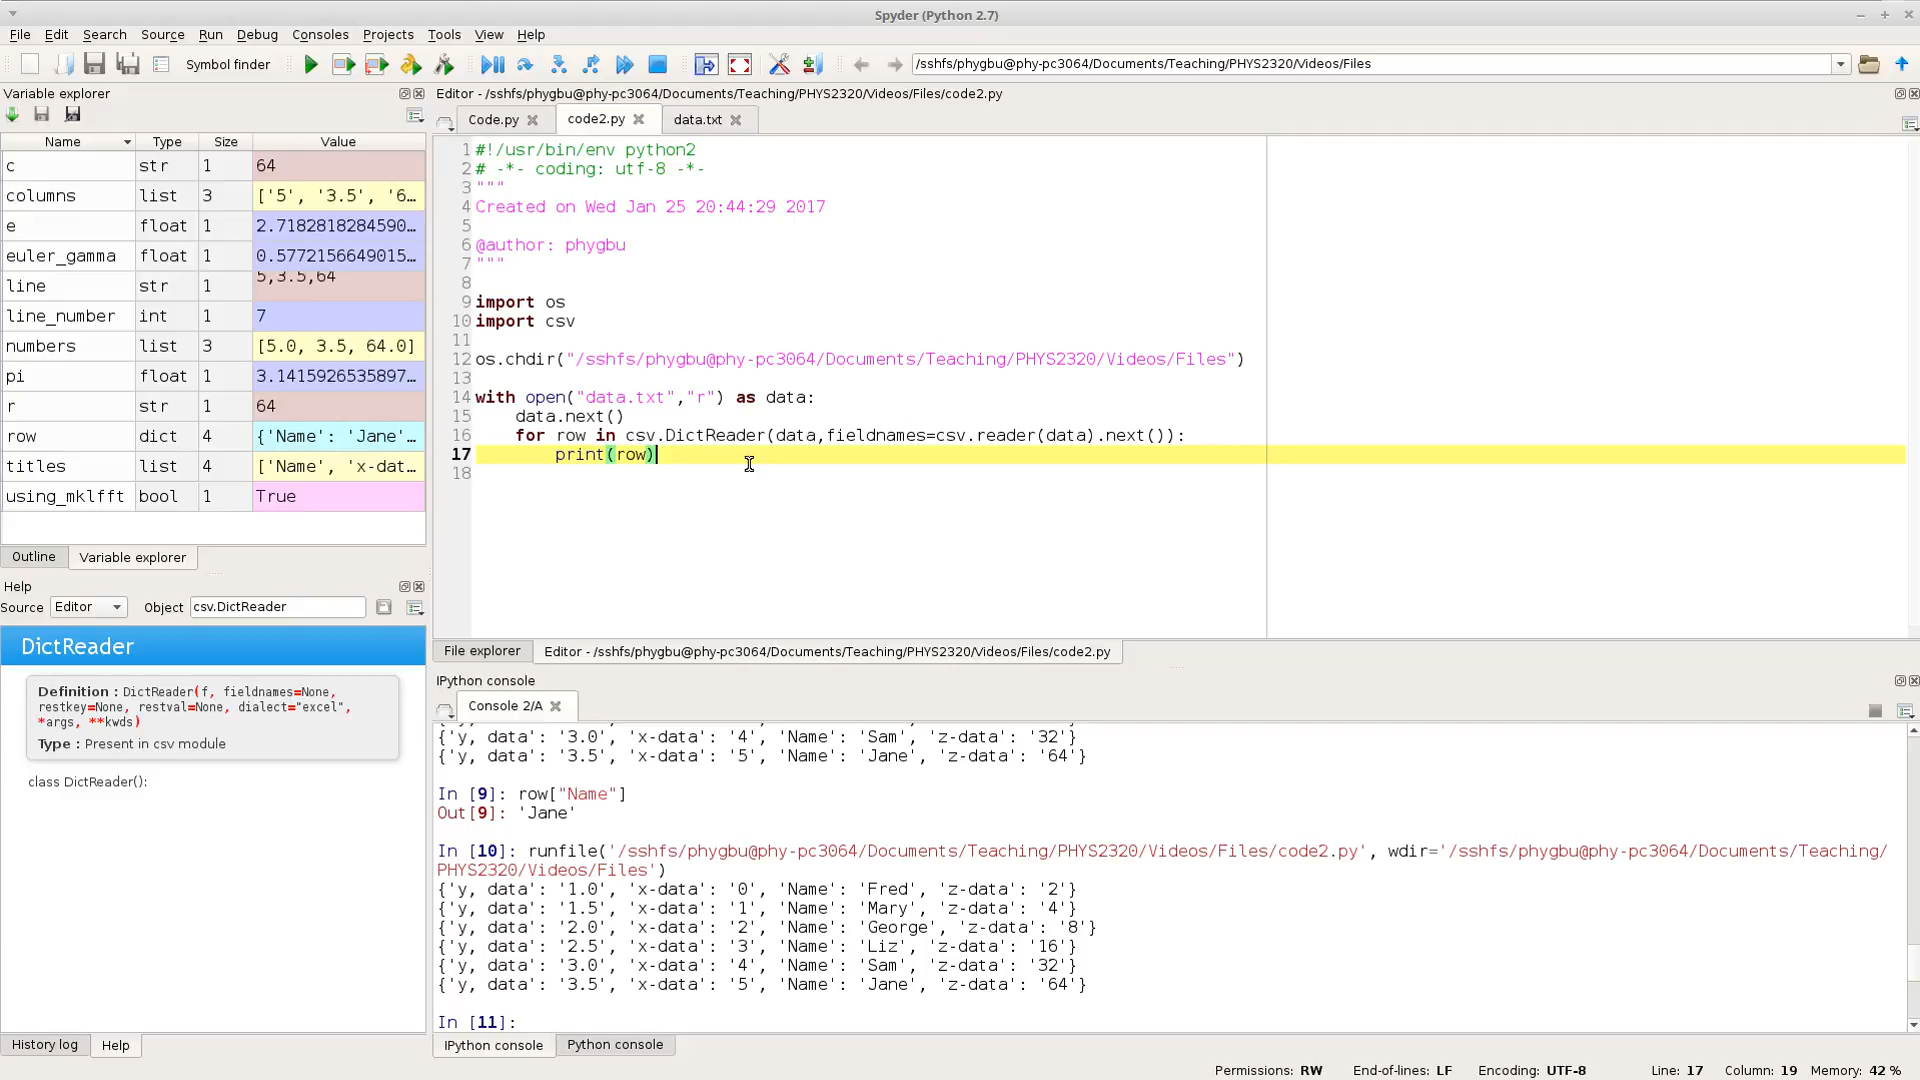 Spyder (Python 2.7)
File Edit Search Source Run Debug Consoles Projects Tools View Help
Symbol finder
/sshfs/phygbu@phy-pc3064/Documents/Teaching/PHYS2320/Videos/Files
Variable explorer
Name Type Size Value
c str 1 64
columns list 3 ['5', '3.5', '6...
e float 1 2.7182818284590...
euler_gamma float 1 0.5772156649015...
line str 1 5,3.5,64
line_number int 1 7
numbers list 3 [5.0, 3.5, 64.0]
pi float 1 3.1415926535897...
r str 1 64
row dict 4 {'Name': 'Jane'...
titles list 4 ['Name', 'x-dat...
using_mklfft bool 1 True
Outline Variable explorer
Help
Source Editor Object csv.DictReader
DictReader
Definition : DictReader(f, fieldnames=None,
restkey=None, restval=None, dialect="excel",
*args, **kwds)
Type : Present in csv module
class DictReader():
History log Help
Editor - /sshfs/phygbu@phy-pc3064/Documents/Teaching/PHYS2320/Videos/Files/code2.py
Code.py code2.py data.txt
1 #!/usr/bin/env python2
2 # -*- coding: utf-8 -*-
3 """
4 Created on Wed Jan 25 20:44:29 2017
5
6 @author: phygbu
7 """
8
9 import os
10 import csv
11
12 os.chdir("/sshfs/phygbu@phy-pc3064/Documents/Teaching/PHYS2320/Videos/Files")
13
14 with open("data.txt","r") as data:
15     data.next()
16     for row in csv.DictReader(data,fieldnames=csv.reader(data).next()):
17         print(row)
18
File explorer Editor - /sshfs/phygbu@phy-pc3064/Documents/Teaching/PHYS2320/Videos/Files/code2.py
IPython console
Console 2/A
{'y, data': '3.0', 'x-data': '4', 'Name': 'Sam', 'z-data': '32'}
{'y, data': '3.5', 'x-data': '5', 'Name': 'Jane', 'z-data': '64'}
In [9]: row["Name"]
Out[9]: 'Jane'
In [10]: runfile('/sshfs/phygbu@phy-pc3064/Documents/Teaching/PHYS2320/Videos/Files/code2.py', wdir='/sshfs/phygbu@phy-pc3064/Documents/Teaching/
PHYS2320/Videos/Files')
{'y, data': '1.0', 'x-data': '0', 'Name': 'Fred', 'z-data': '2'}
{'y, data': '1.5', 'x-data': '1', 'Name': 'Mary', 'z-data': '4'}
{'y, data': '2.0', 'x-data': '2', 'Name': 'George', 'z-data': '8'}
{'y, data': '2.5', 'x-data': '3', 'Name': 'Liz', 'z-data': '16'}
{'y, data': '3.0', 'x-data': '4', 'Name': 'Sam', 'z-data': '32'}
{'y, data': '3.5', 'x-data': '5', 'Name': 'Jane', 'z-data': '64'}
In [11]:
IPython console Python console
Permissions: RW End-of-lines: LF Encoding: UTF-8 Line: 17 Column: 19 Memory: 42 %